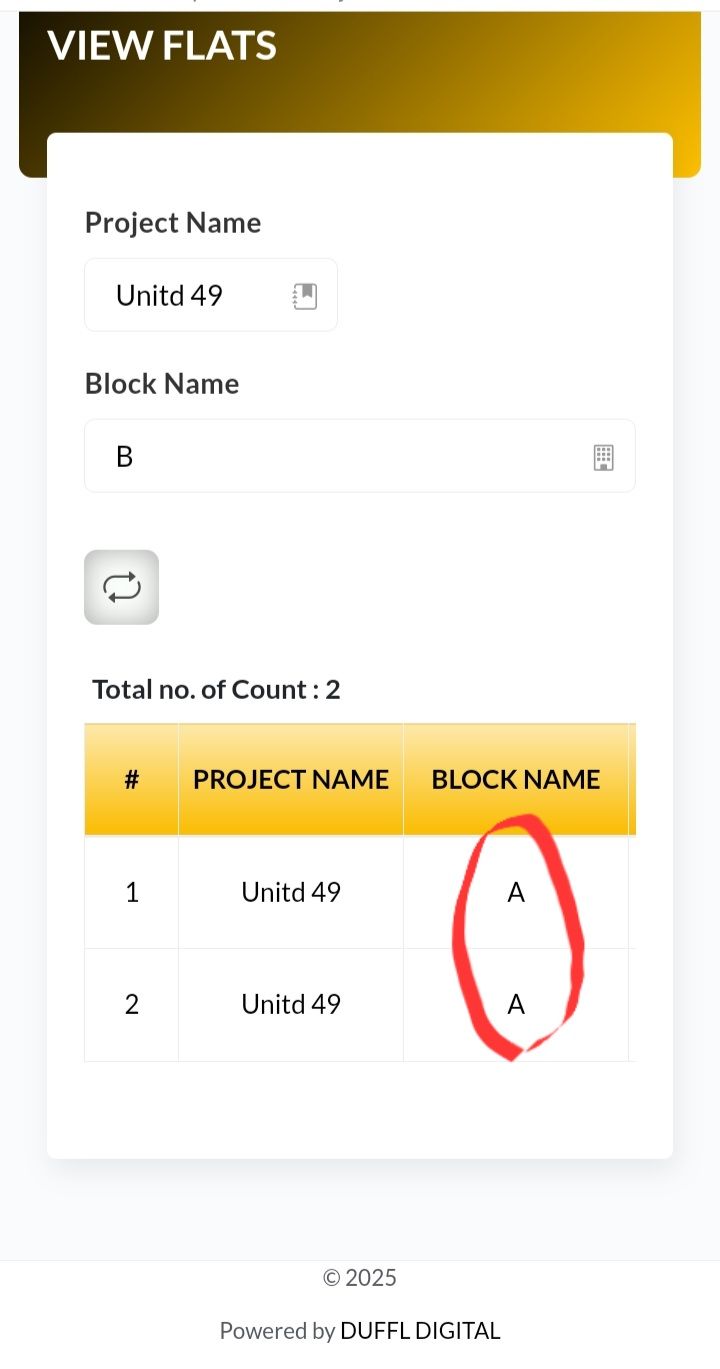 VIEW FLATS
Project Name
Unitd 49
Block Name
B
Total no. of Count : 2
# PROJECT NAME BLOCK NAME
1 Unitd 49 A
2 Unitd 49 A
© 2025
Powered by DUFFL DIGITAL